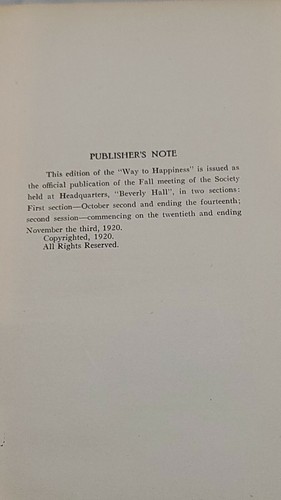 PUBLISHER'S NOTE
This edition of the "Way to Happiness" is issued as
the official publication of the Fall meeting of the Society
held at Headquarters, "Beverly Hall", in two sections:
First section—October second and ending the fourteenth;
second session—commencing on the twentieth and ending
November the third, 1920.
Copyrighted, 1920.
All Rights Reserved.